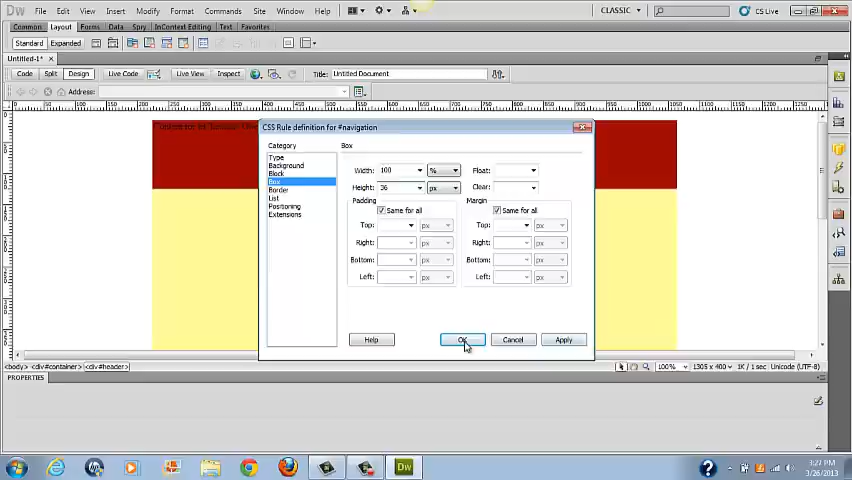 Dw File Edit View Insert Modify Format Commands Site Window Help CLASSIC CS Live
Common Layout Forms Data Spry InContext Editing Text Favorites
Standard Expanded
Untitled-1* ×
Code Split Design Live Code Live View Inspect Title: Untitled Document
Address:
CSS Rule definition for #navigation
Category
Type
Background
Block
Box
Border
List
Positioning
Extensions
Box
Width: 100 % Float:
Height: 36 px Clear:
Padding Margin
Same for all Same for all
Top: px Top: px
Right: px Right: px
Bottom: px Bottom: px
Left: px Left: px
Help OK Cancel Apply
<body> <div#container> <div#header> 100% 1305 x 400 1K / 1 sec Unicode (UTF-8)
PROPERTIES
Dw
3:27 PM
3/26/2013